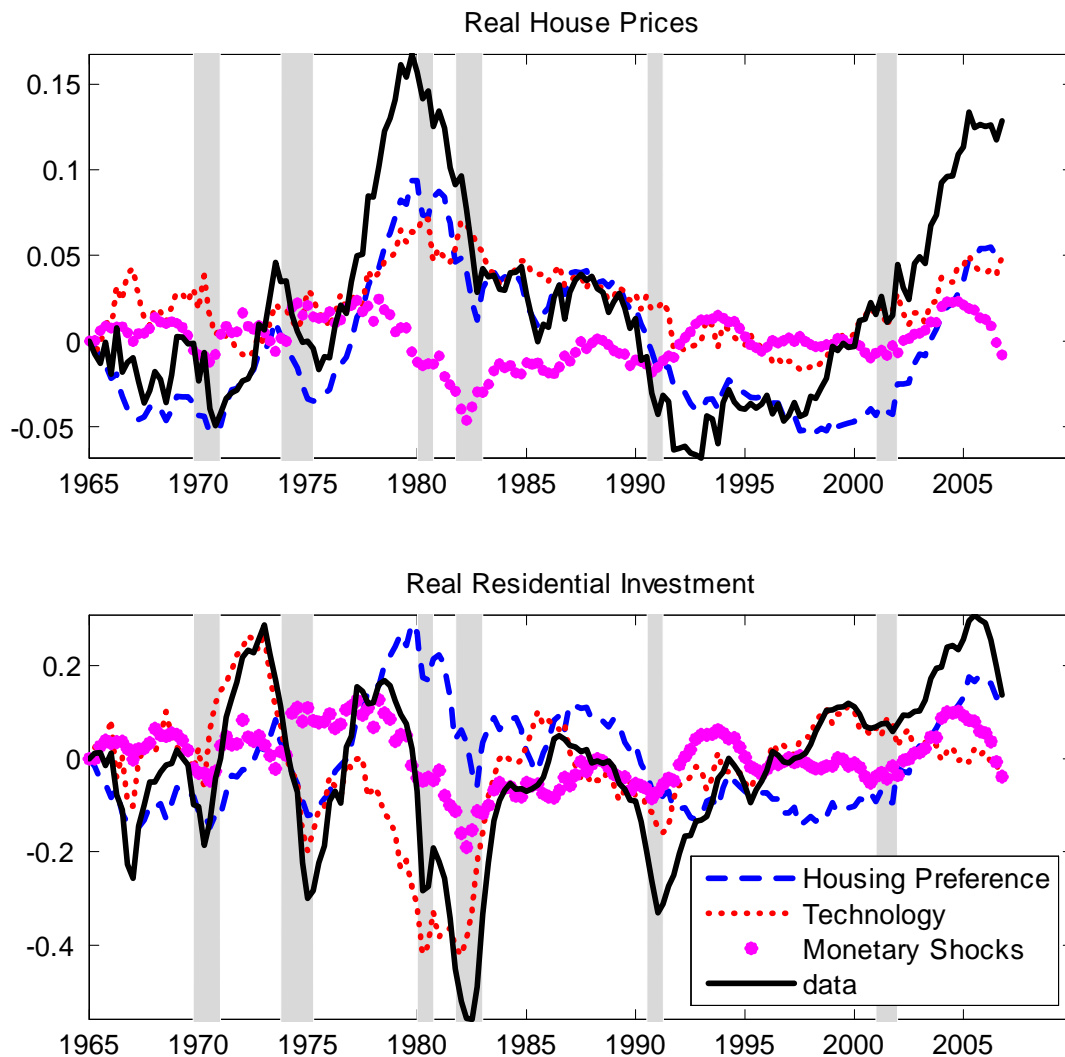 Real House Prices
0.15
0.1
0.05
0
-0.05
1965 1970 1975 1980 1985 1990 1995 2000 2005
Real Residential Investment
0.2
0
-0.2
-0.4
1965 1970 1975 1980 1985 1990 1995 2000 2005
Housing Preference
Technology
Monetary Shocks
data